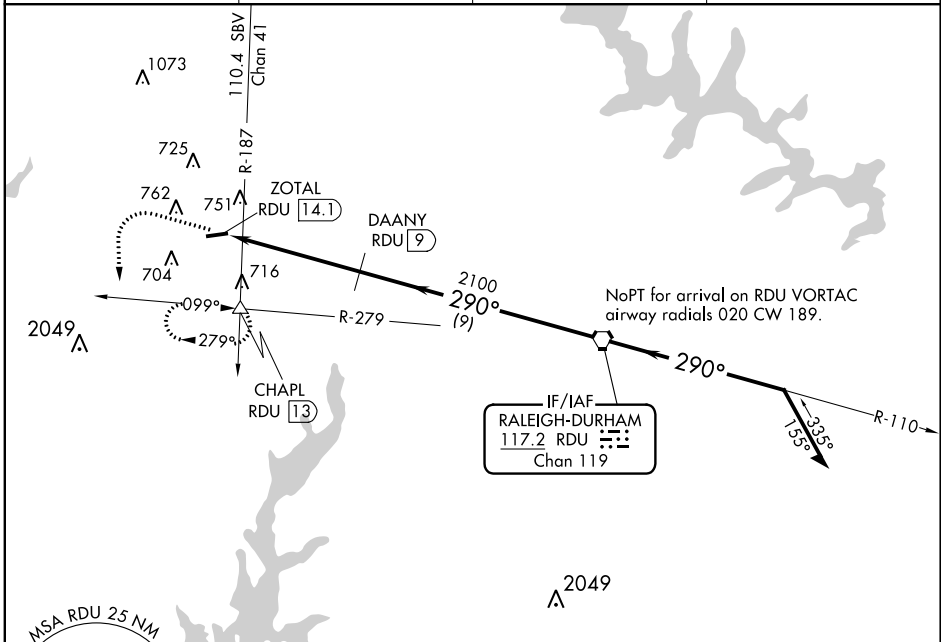 1073
110.4 SBV
Chan 41
R-187
725
762
751
ZOTAL
RDU 14.1
DAANY
RDU 9
704
716
2100
290°
(9)
NoPT for arrival on RDU VORTAC
airway radials 020 CW 189.
099°
R-279
279°
2049
CHAPL
RDU 13
290°
IF/IAF
RALEIGH-DURHAM
117.2 RDU
Chan 119
R-110
335°
155°
2049
MSA RDU 25 NM